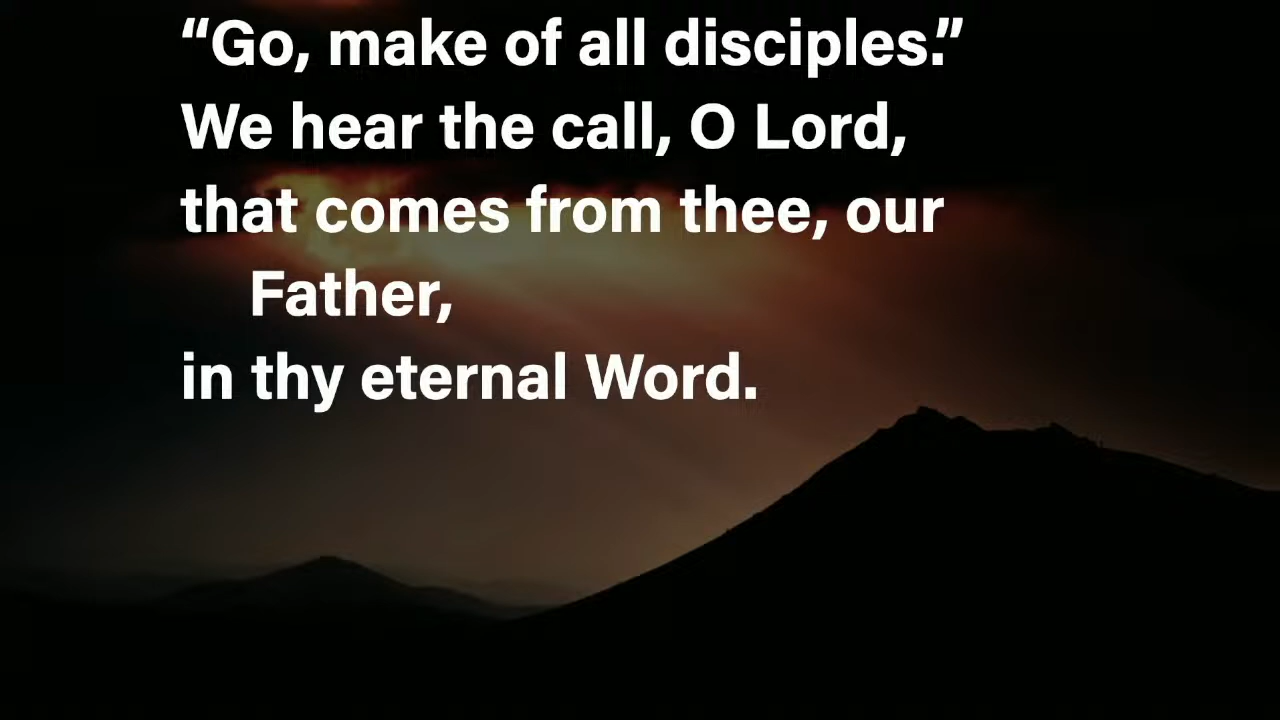 “Go, make of all disciples.”
We hear the call, O Lord,
that comes from thee, our
Father,
in thy eternal Word.